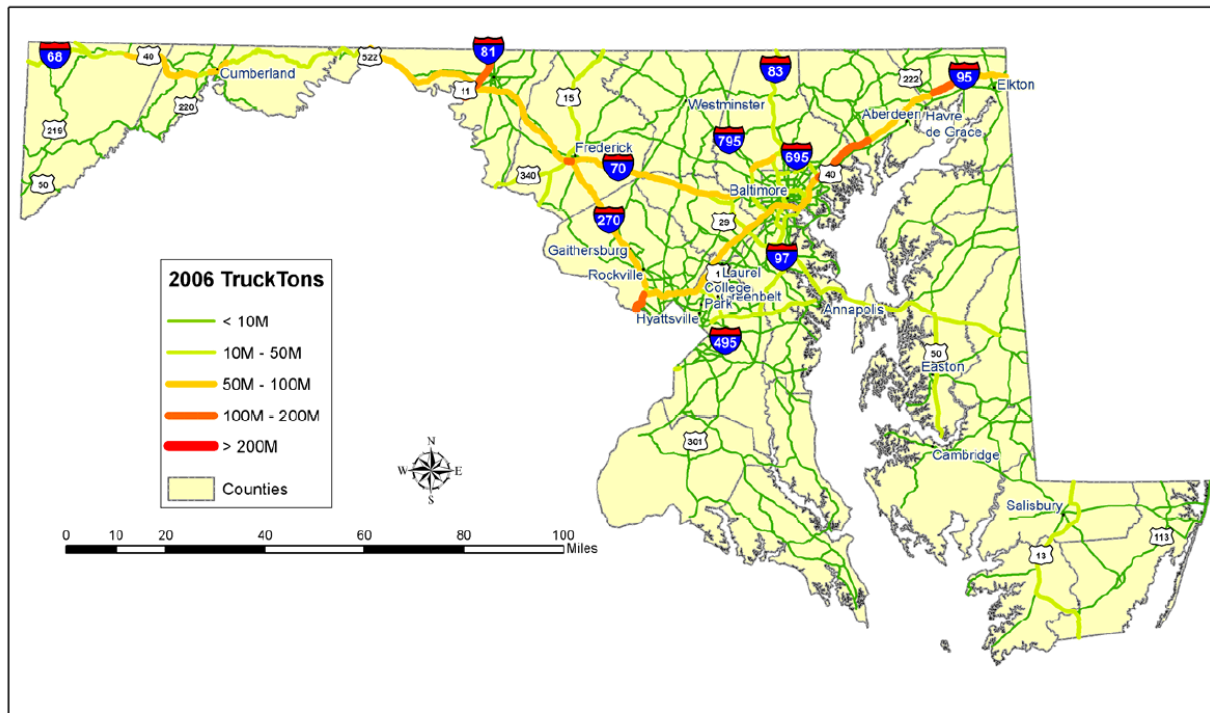 68
40
Cumberland
220
219
50
522
81
11
15
Frederick
340
70
270
Gaithersburg
Rockville
83
Westminster
795
695
Baltimore
40
29
97
222
95
Elkton
Aberdeen
Havre
de Grace
1
Laurel
College
Park
Greenbelt
Hyattsville
495
Annapolis
50
Easton
Cambridge
301
Salisbury
13
113
2006 TruckTons
< 10M
10M - 50M
50M - 100M
100M - 200M
> 200M
Counties
N
W E
S
0 10 20 40 60 80 100
Miles